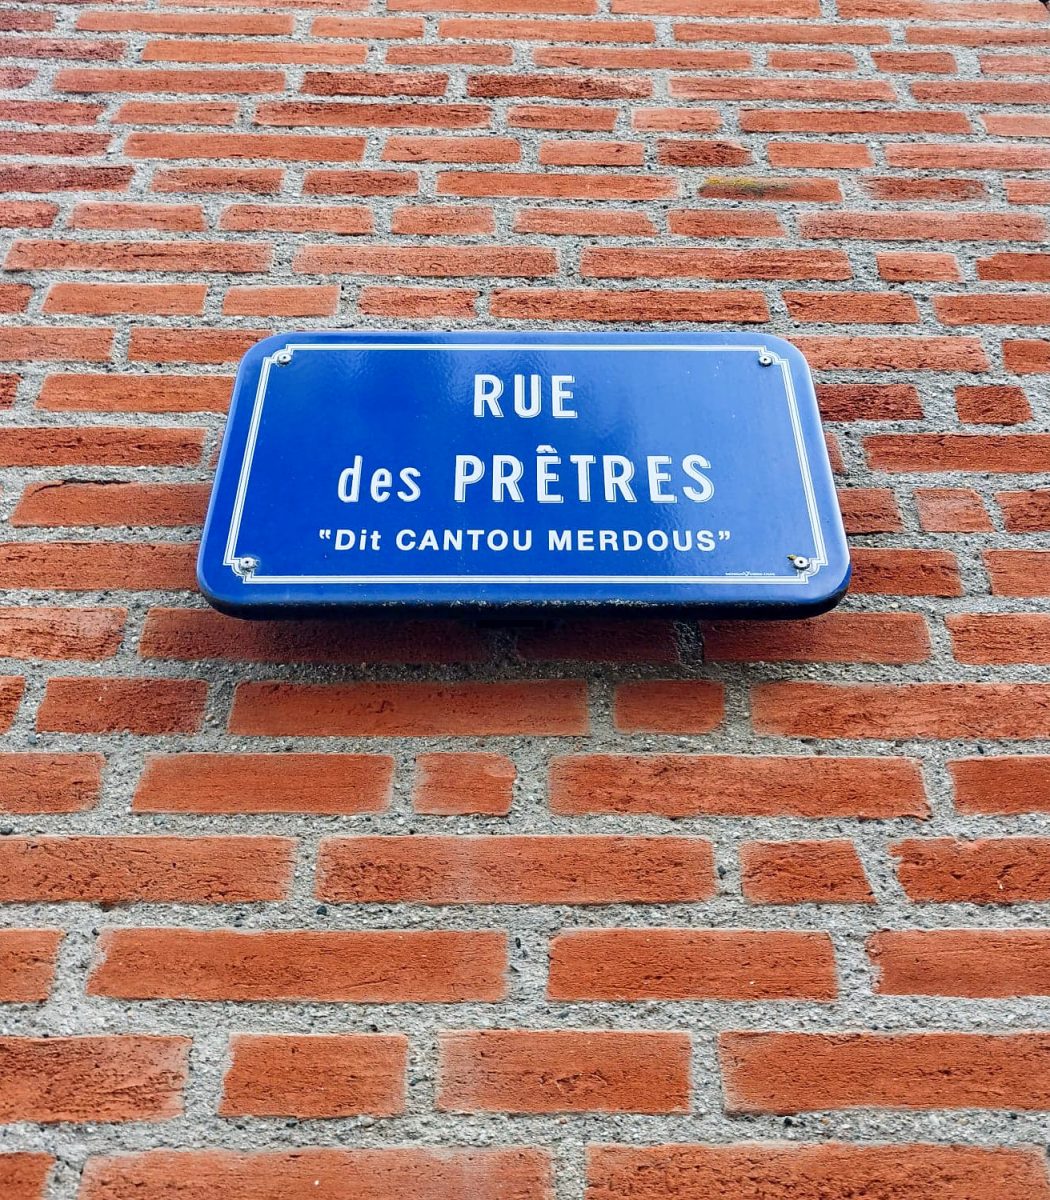 RUE
des PRÊTRES
"Dit CANTOU MERDOUS"